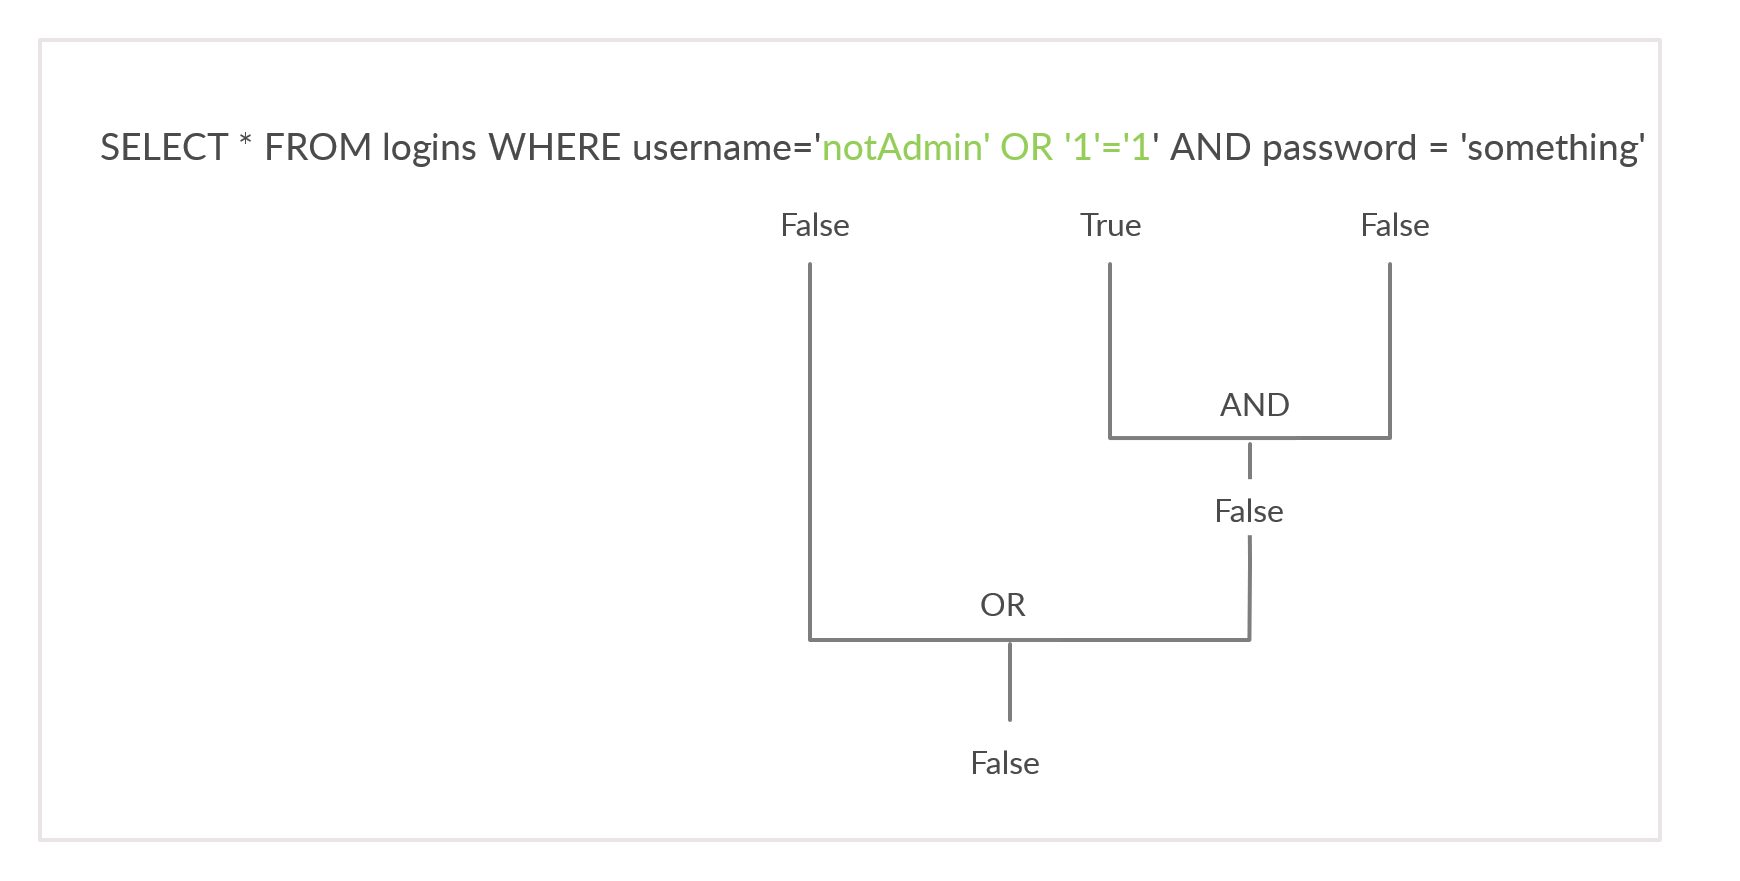 SELECT * FROM logins WHERE username='notAdmin' OR '1'='1' AND password = 'something'
False True False
AND
False
OR
False